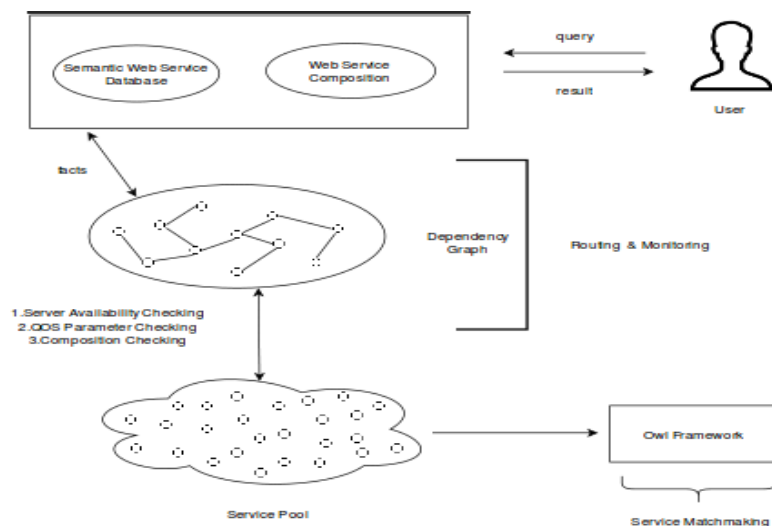 query
Semantic Web Service
Database
Web Service
Composition
result
User
facts
Dependency
Graph
Routing & Monitoring
1.Server Availability Checking
2.QOS Parameter Checking
3.Composition Checking
Owl Framework
Service Pool
Service Matchmaking